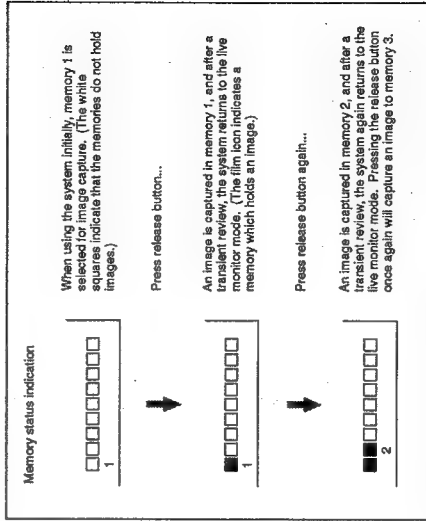 Memory status indication
When using the system initially, memory 1 is
selected for image capture. (The white
squares indicate that the memories do not hold
images.)
1
Press release button...
An image is captured in memory 1, and after a
transient review, the system returns to the live
monitor mode. (The film icon indicates a
memory which holds an image.)
1
Press release button again...
An image is captured in memory 2, and after a
transient review, the system again returns to the
live monitor mode. Pressing the release button
once again will capture an image to memory 3.
2